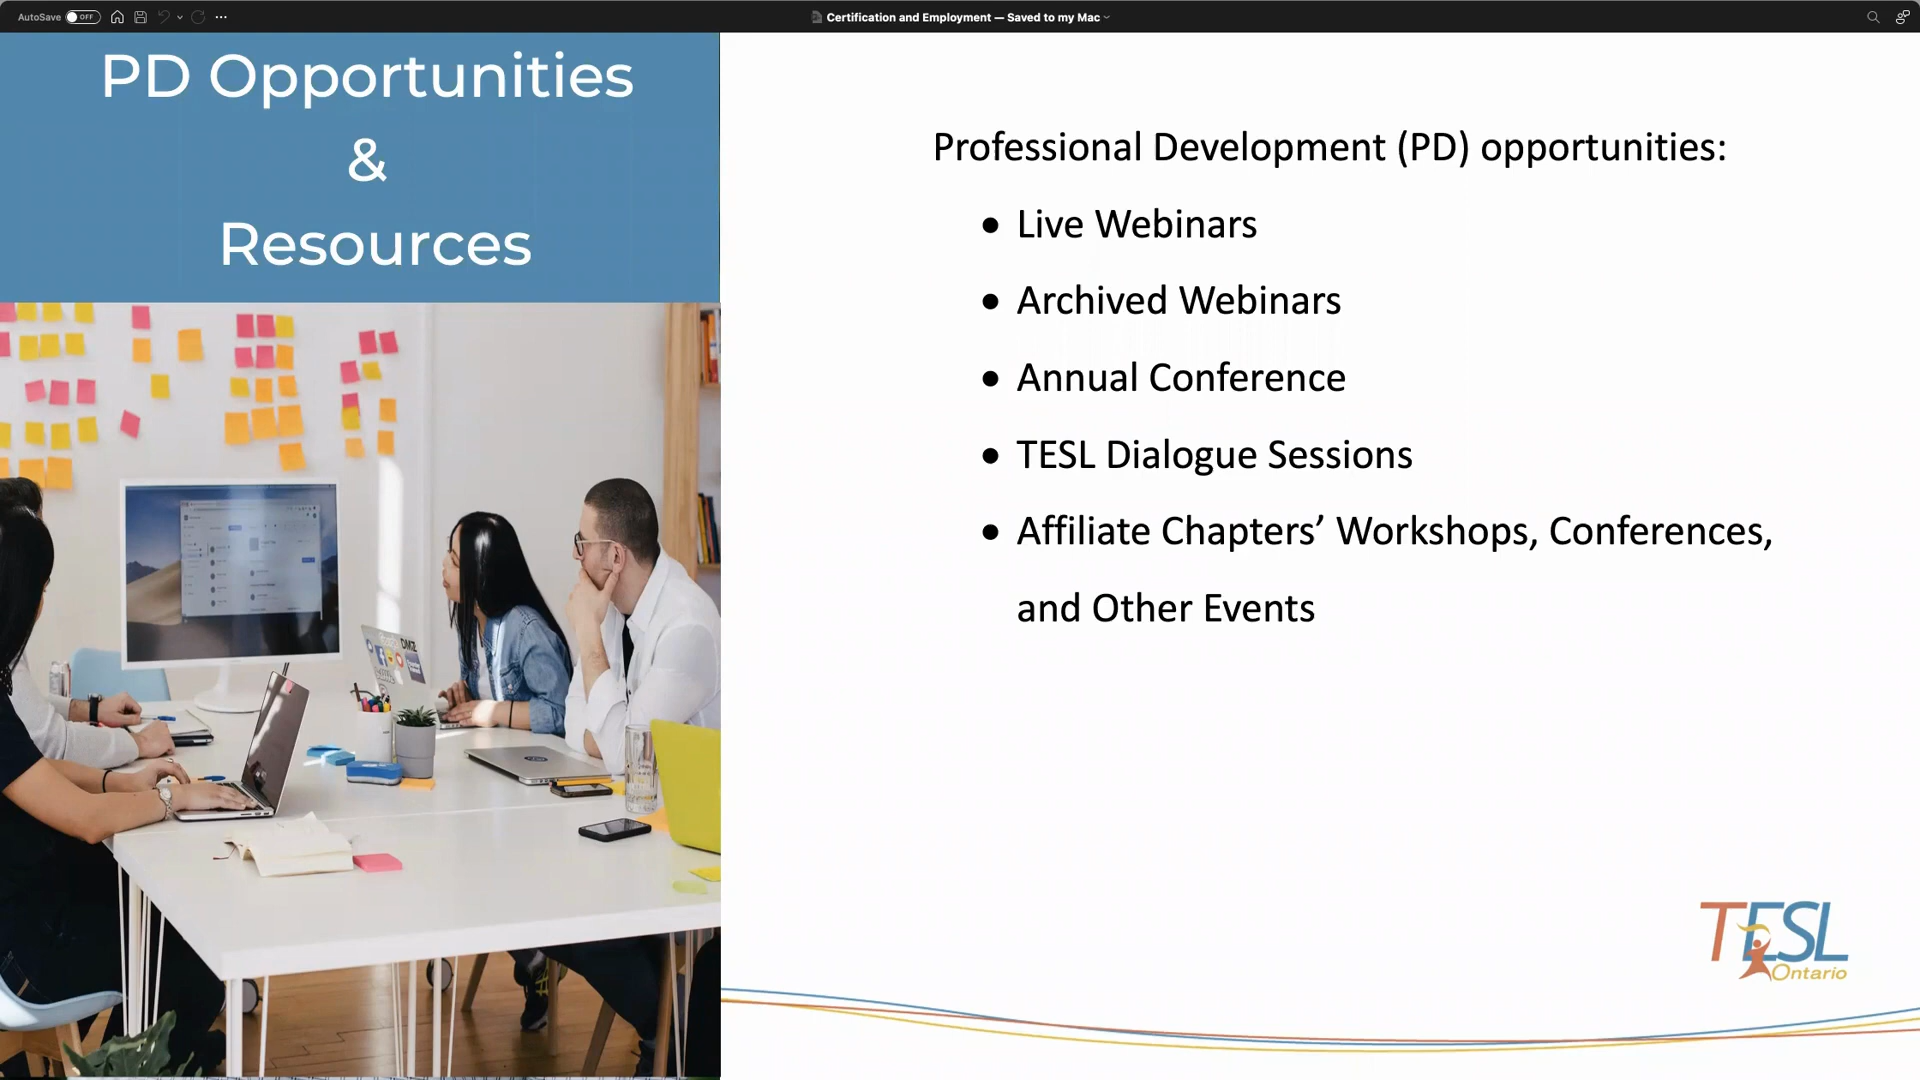 AutoSave OFF
Certification and Employment — Saved to my Mac
PD Opportunities
&
Resources
Professional Development (PD) opportunities:
• Live Webinars
• Archived Webinars
• Annual Conference
• TESL Dialogue Sessions
• Affiliate Chapters’ Workshops, Conferences,
and Other Events
DMZ
TESL
Ontario